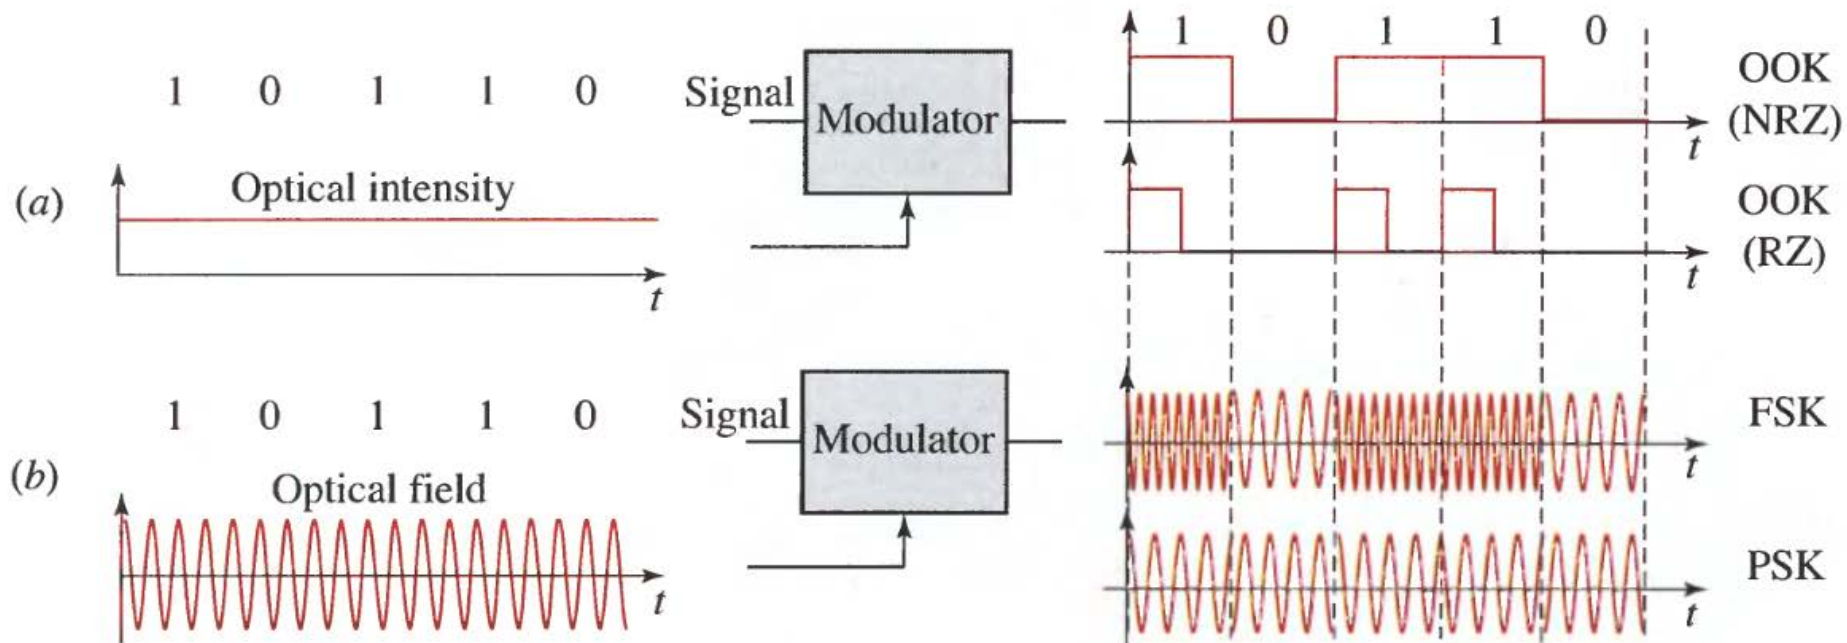 (a)
1 0 1 1 0
Optical intensity
t
Signal
Modulator
1 0 1 1 0
OOK
(NRZ)
t
OOK
(RZ)
t
(b)
1 0 1 1 0
Optical field
t
Signal
Modulator
FSK
t
PSK
t